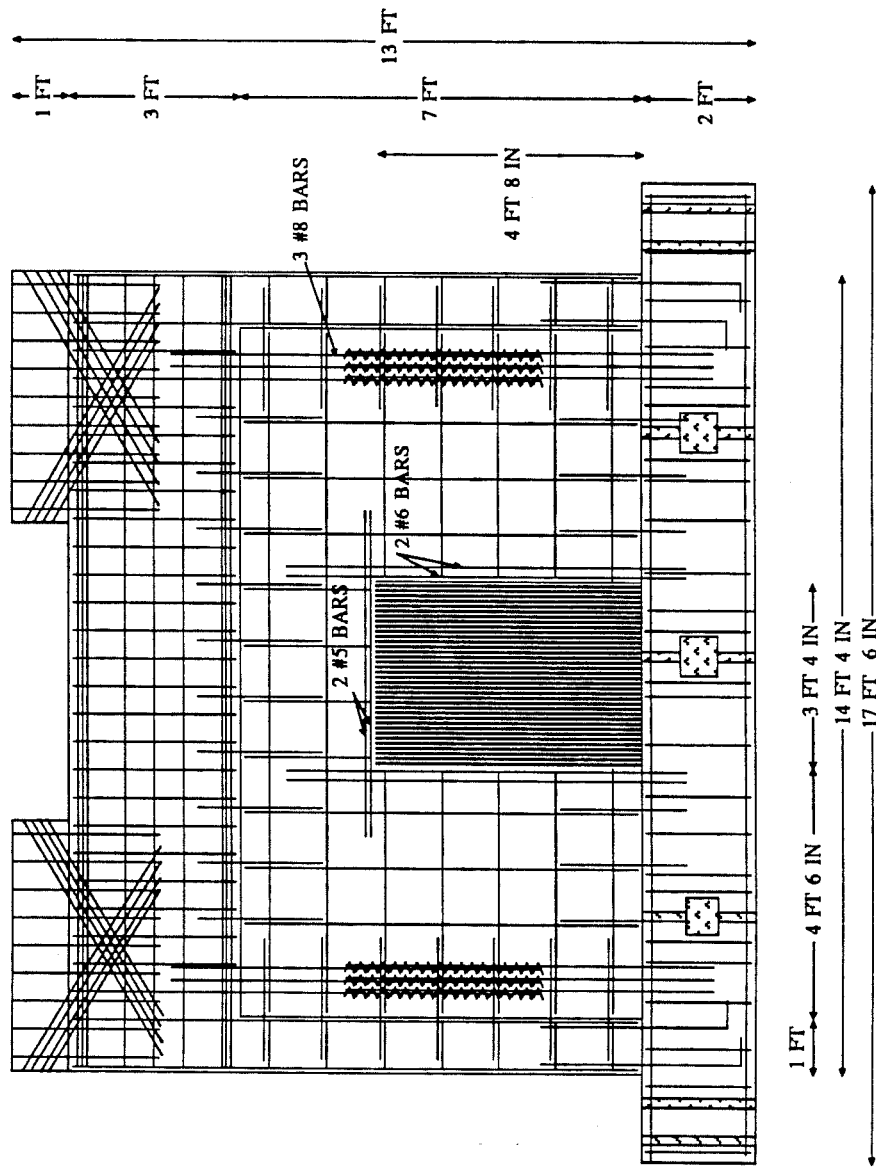 13 FT
1 FT
3 FT
7 FT
2 FT
4 FT 8 IN
3 #8 BARS
2 #6 BARS
2 #5 BARS
1 FT
4 FT 6 IN
3 FT 4 IN
14 FT 4 IN
17 FT 6 IN